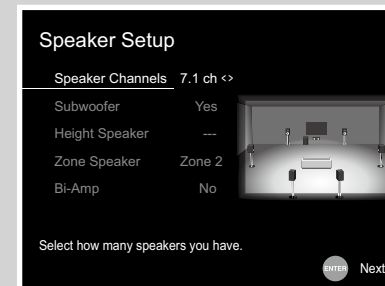 Speaker Setup
Speaker Channels 7.1 ch <>
Subwoofer Yes
Height Speaker ---
Zone Speaker Zone 2
Bi-Amp No
Select how many speakers you have.
ENTER Next